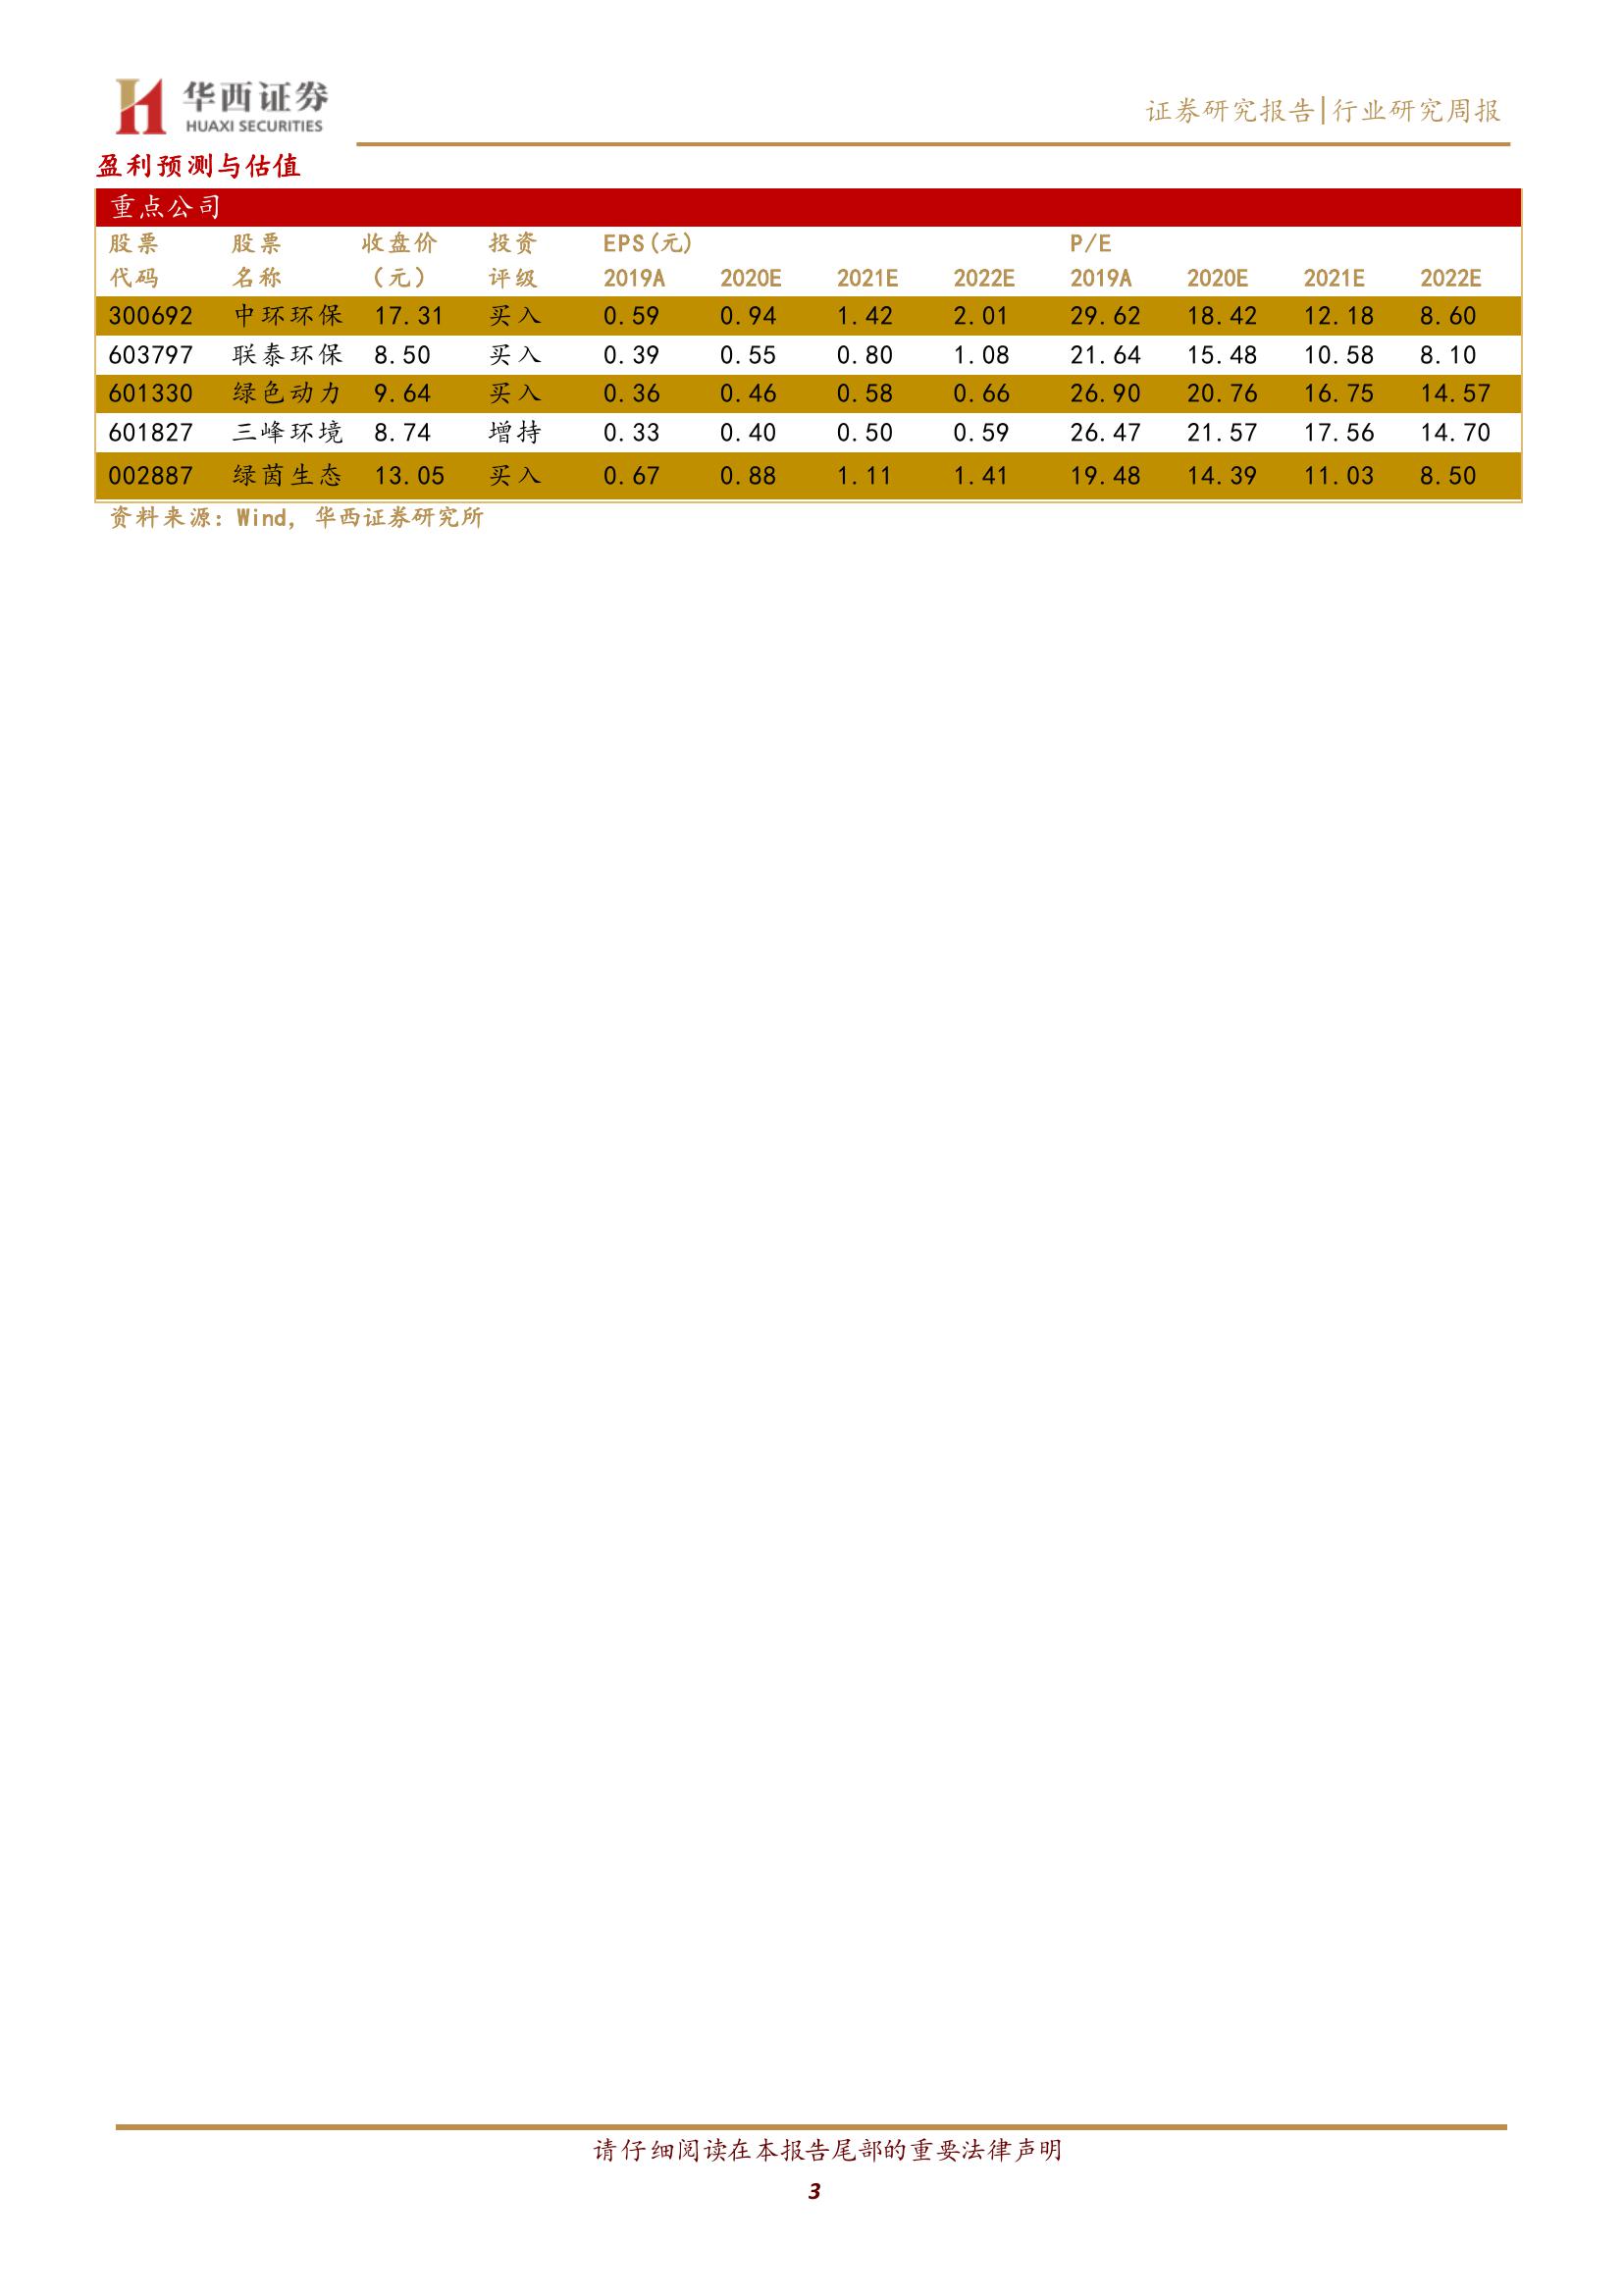 华西证券
HUAXI SECURITIES
证券研究报告|行业研究周报
盈利预测与估值
重点公司
股票 股票 收盘价 投资 EPS(元) P/E
代码 名称 （元） 评级 2019A 2020E 2021E 2022E 2019A 2020E 2021E 2022E
300692 中环环保 17.31 买入 0.59 0.94 1.42 2.01 29.62 18.42 12.18 8.60
603797 联泰环保 8.50 买入 0.39 0.55 0.80 1.08 21.64 15.48 10.58 8.10
601330 绿色动力 9.64 买入 0.36 0.46 0.58 0.66 26.90 20.76 16.75 14.57
601827 三峰环境 8.74 增持 0.33 0.40 0.50 0.59 26.47 21.57 17.56 14.70
002887 绿茵生态 13.05 买入 0.67 0.88 1.11 1.41 19.48 14.39 11.03 8.50
资料来源：Wind，华西证券研究所
请仔细阅读在本报告尾部的重要法律声明
3